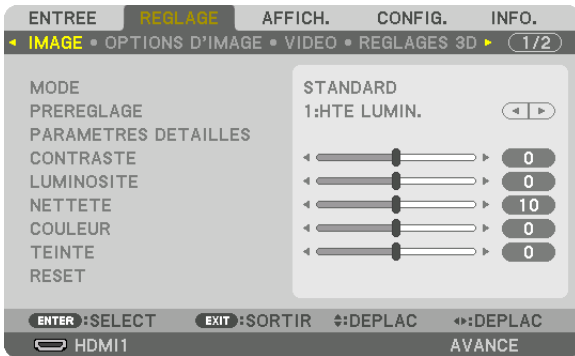 ENTREE REGLAGE AFFICH. CONFIG. INFO.
IMAGE • OPTIONS D'IMAGE • VIDEO • REGLAGES 3D 1/2
MODE STANDARD
PREREGLAGE 1:HTE LUMIN.
PARAMETRES DETAILLES
CONTRASTE 0
LUMINOSITE 0
NETTETE 10
COULEUR 0
TEINTE 0
RESET
ENTER :SELECT EXIT :SORTIR :DEPLAC :DEPLAC
HDMI1 AVANCE